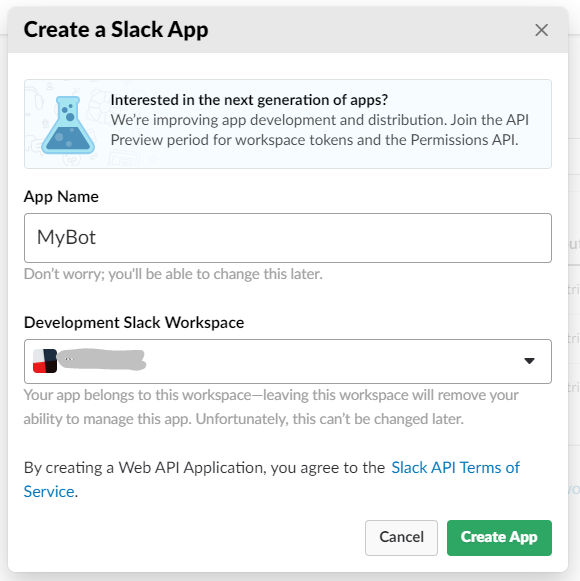 Create a Slack App
Interested in the next generation of apps?
We're improving app development and distribution. Join the API
Preview period for workspace tokens and the Permissions API.
App Name
MyBot
Don't worry; you'll be able to change this later.
Development Slack Workspace
Your app belongs to this workspace—leaving this workspace will remove your
ability to manage this app. Unfortunately, this can't be changed later.
By creating a Web API Application, you agree to the Slack API Terms of
Service.
Cancel
Create App